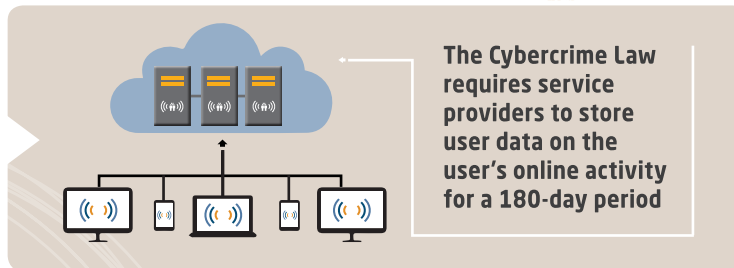 The Cybercrime Law
requires service
providers to store
user data on the
user's online activity
for a 180-day period